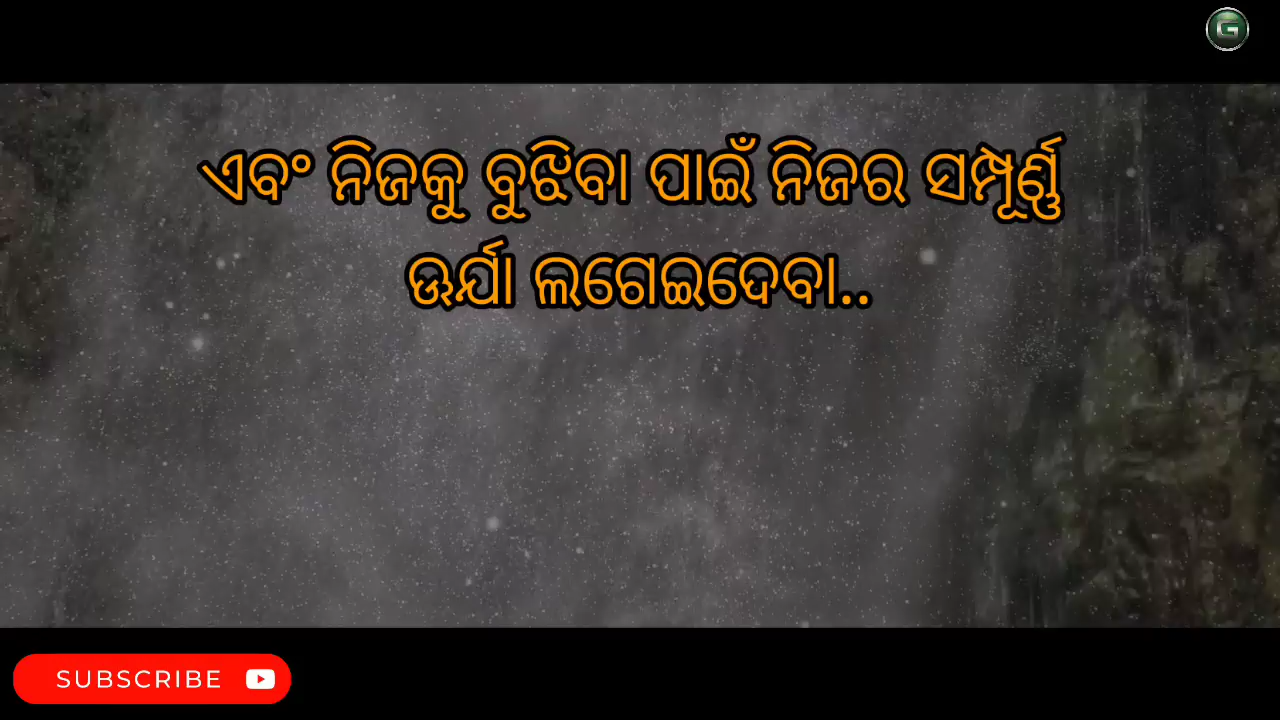 G
ଏବଂ ନିଜକୁ ବୁଝିବା ପାଇଁ ନିଜର ସମ୍ପୂର୍ଣ୍ଣ
ଊର୍ଯା ଲଗେଇଦେବା..
SUBSCRIBE